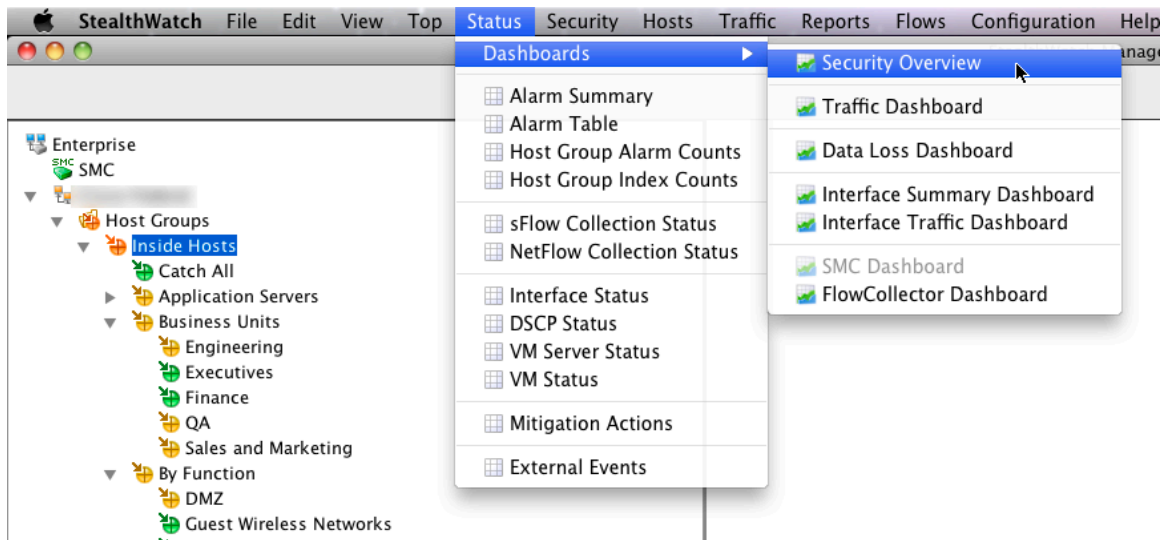 StealthWatch File Edit View Top Status Security Hosts Traffic Reports Flows Configuration Help
Dashboards
Alarm Summary
Alarm Table
Host Group Alarm Counts
Host Group Index Counts
sFlow Collection Status
NetFlow Collection Status
Interface Status
DSCP Status
VM Server Status
VM Status
Mitigation Actions
External Events
Security Overview
Traffic Dashboard
Data Loss Dashboard
Interface Summary Dashboard
Interface Traffic Dashboard
SMC Dashboard
FlowCollector Dashboard
Enterprise
SMC
SMC
Host Groups
Inside Hosts
Catch All
Application Servers
Business Units
Engineering
Executives
Finance
QA
Sales and Marketing
By Function
DMZ
Guest Wireless Networks